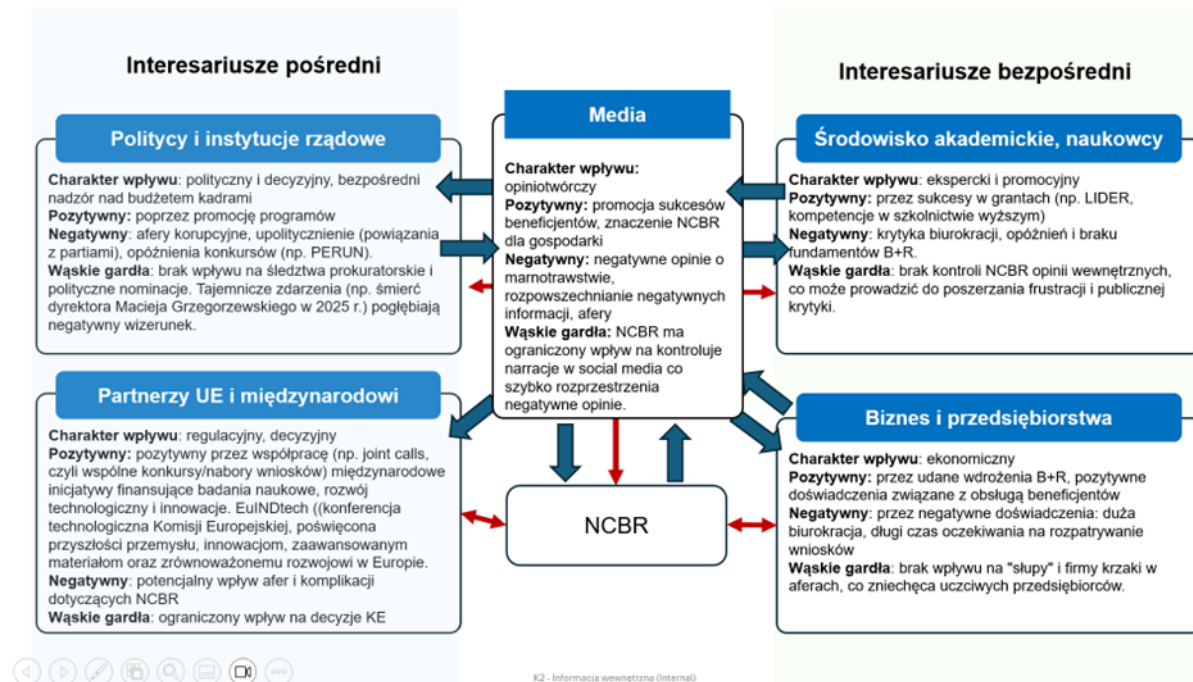 Interesariusze pośredni
Politycy i instytucje rządowe
Charakter wpływu: polityczny i decyzyjny, bezpośredni
nadzór nad budżetem kadrami
Pozytywny: poprzez promocję programów
Negatywny: afery korupcyjne, upolitycznienie (powiązania
z partiami), opóźnienia konkursów (np. PERUN).
Wąskie gardła: brak wpływu na śledztwa prokuratorskie i
polityczne nominacje. Tajemnicze zdarzenia (np. śmierć
dyrektora Macieja Grzegorzewskiego w 2025 r.) pogłębiają
negatywny wizerunek.
Partnerzy UE i międzynarodowi
Charakter wpływu: regulacyjny, decyzyjny
Pozytywny: pozytywny przez współpracę (np. joint calls,
czyli wspólne konkursy/nabory wniosków) międzynarodowe
inicjatywy finansujące badania naukowe, rozwój
technologiczny i innowacje. EuINDtech ((konferencja
technologiczna Komisji Europejskiej, poświęcona
przyszłości przemysłu, innowacjom, zaawansowanym
materiałom oraz zrównoważonemu rozwojowi w Europie.
Negatywny: potencjalny wpływ afer i komplikacji
dotyczących NCBR
Wąskie gardła: ograniczony wpływ na decyzje KE
Media
Charakter wpływu:
opiniotwórczy
Pozytywny: promocja sukcesów
beneficjentów, znaczenie NCBR
dla gospodarki
Negatywny: negatywne opinie o
marnotrawstwie,
rozpowszechnianie negatywnych
informacji, afery
Wąskie gardła: NCBR ma
ograniczony wpływ na kontroluje
narracje w social media co
szybko rozprzestrzenia
negatywne opinie.
NCBR
Interesariusze bezpośredni
Środowisko akademickie, naukowcy
Charakter wpływu: ekspercki i promocyjny
Pozytywny: przez sukcesy w grantach (np. LIDER,
kompetencje w szkolnictwie wyższym)
Negatywny: krytyka biurokracji, opóźnień i braku
fundamentów B+R.
Wąskie gardła: brak kontroli NCBR opinii wewnętrznych,
co może prowadzić do poszerzania frustracji i publicznej
krytyki.
Biznes i przedsiębiorstwa
Charakter wpływu: ekonomiczny
Pozytywny: przez udane wdrożenia B+R, pozytywne
doświadczenia związane z obsługą beneficjentów
Negatywny: przez negatywne doświadczenia: duża
biurokracja, długi czas oczekiwania na rozpatrywanie
wniosków
Wąskie gardła: brak wpływu na "słupy" i firmy krzaki w
aferach, co zniechęca uczciwych przedsiębiorców.
K2 - Informacja wewnętrzna (Internal)